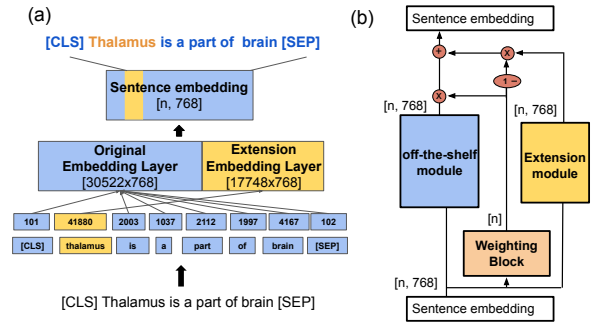 (a)
[CLS] Thalamus is a part of brain [SEP]
Sentence embedding
[n, 768]
Original
Embedding Layer
[30522x768]
Extension
Embedding Layer
[17748x768]
101 41880 2003 1037 2112 1997 4167 102
[CLS] thalamus is a part of brain [SEP]
[CLS] Thalamus is a part of brain [SEP]
(b)
Sentence embedding
+ x
1 -
x
[n, 768] [n, 768]
off-the-shelf
module
Extension
module
[n]
Weighting
Block
[n, 768]
Sentence embedding